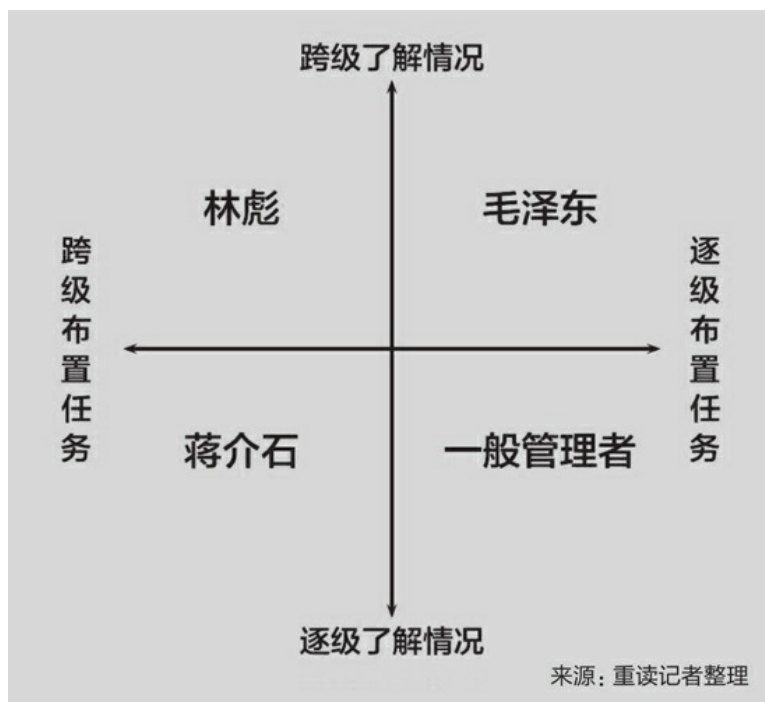 跨级了解情况
林彪
毛泽东
跨级布置任务
逐级布置任务
蒋介石
一般管理者
逐级了解情况
来源：重读记者整理